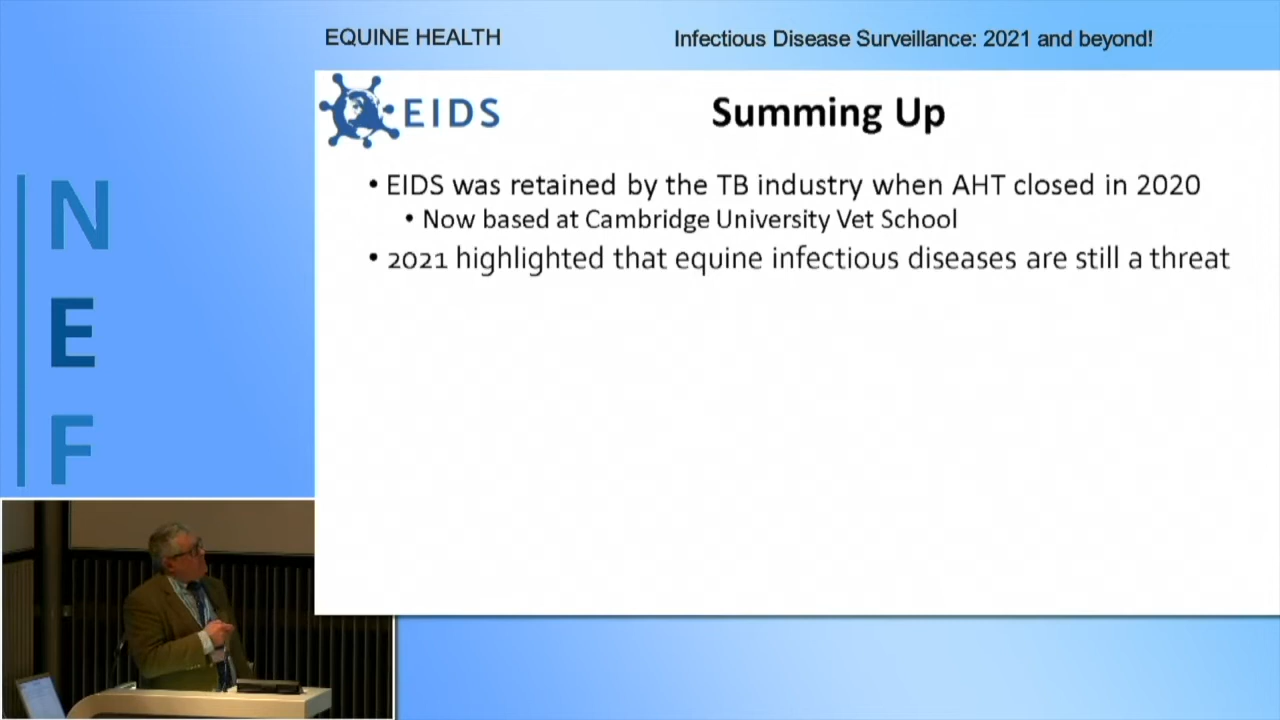 EQUINE HEALTH
Infectious Disease Surveillance: 2021 and beyond!
EIDS
Summing Up
• EIDS was retained by the TB industry when AHT closed in 2020
• Now based at Cambridge University Vet School
• 2021 highlighted that equine infectious diseases are still a threat
N
E
F